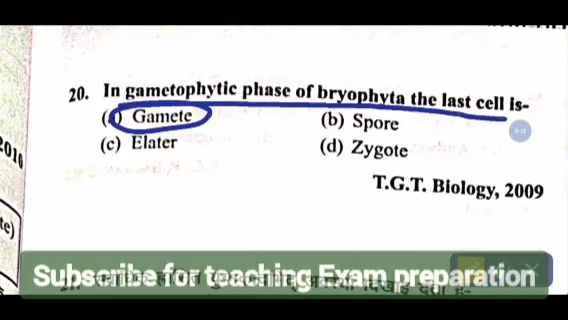 20. In gametophytic phase of bryophyta the last cell is-
(a) Gamete (b) Spore
(c) Elater (d) Zygote
T.G.T. Biology, 2009
Subscribe for teaching Exam preparation